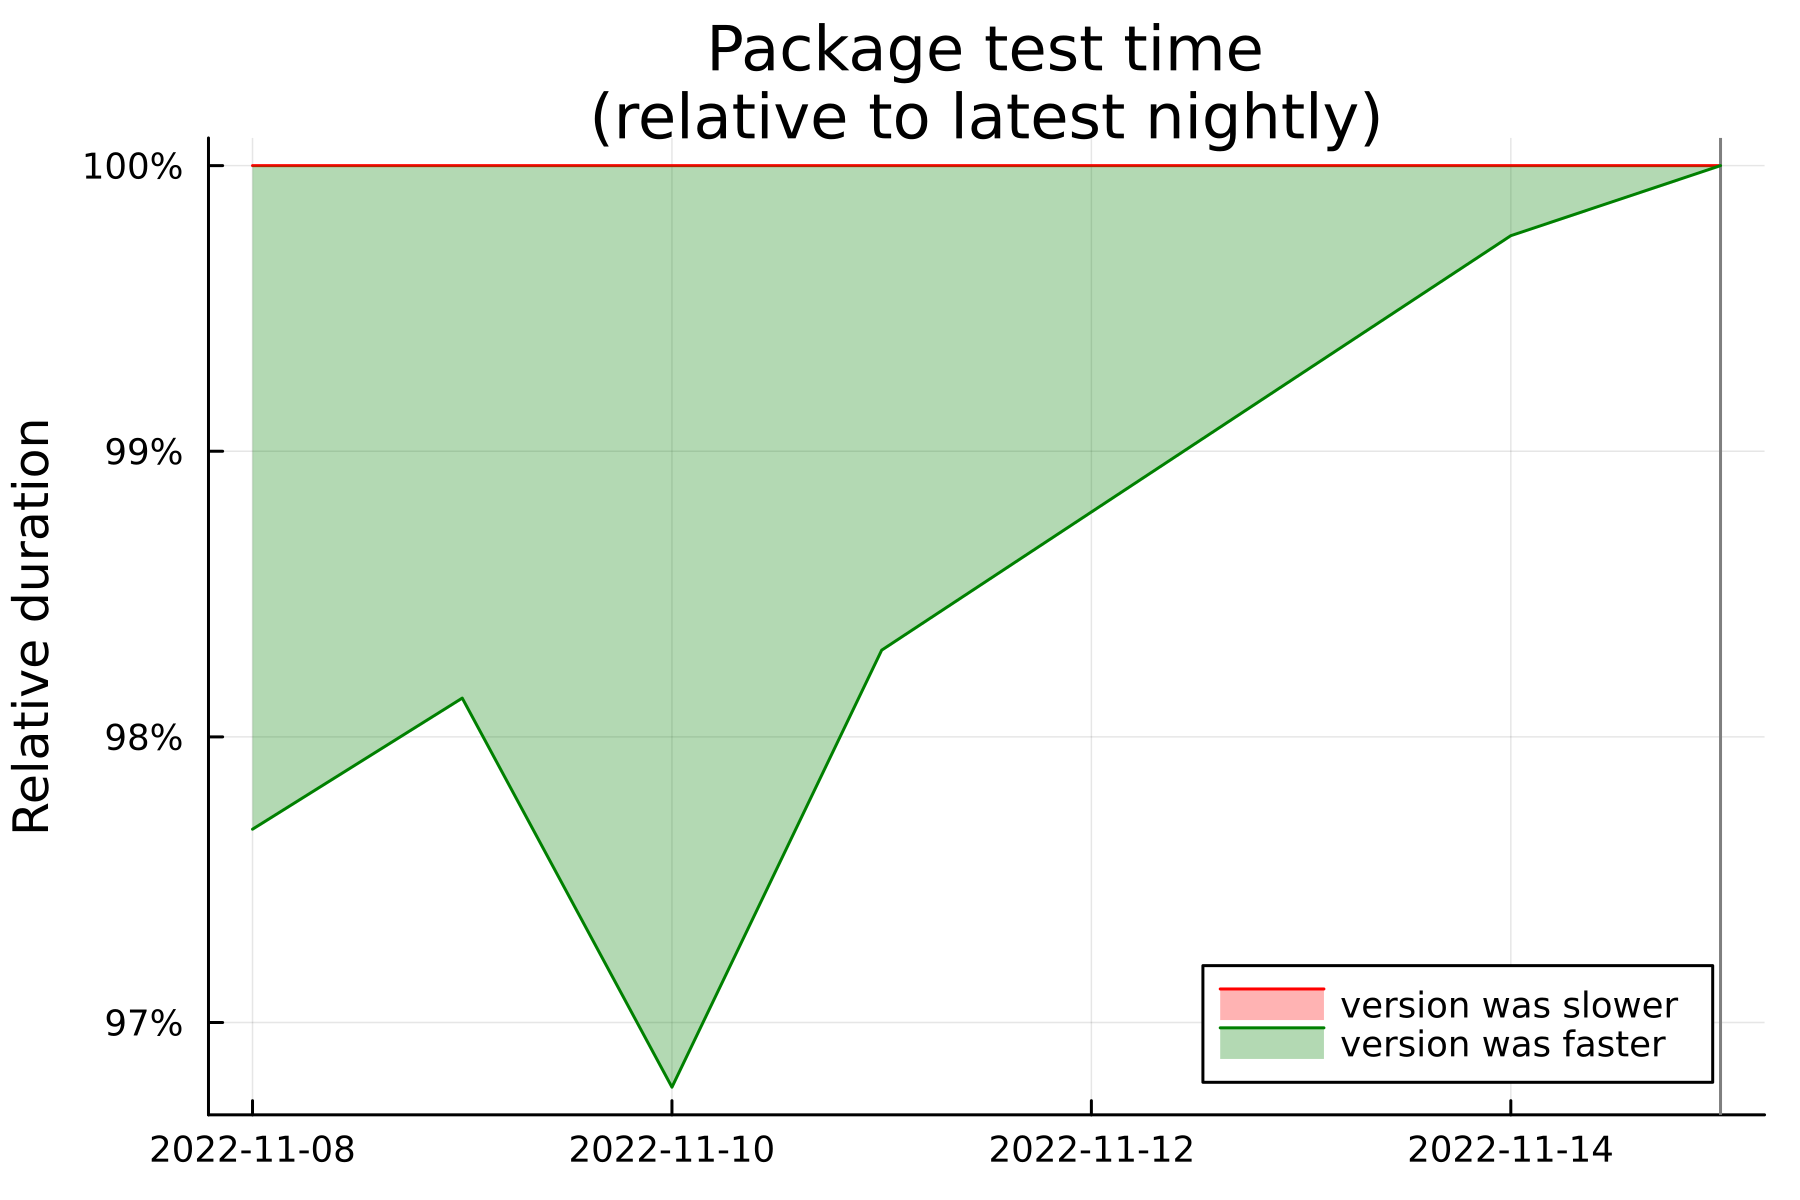 Package test time
(relative to latest nightly)
Relative duration
100%
99%
98%
97%
version was slower
version was faster
2022-11-08
2022-11-10
2022-11-12
2022-11-14